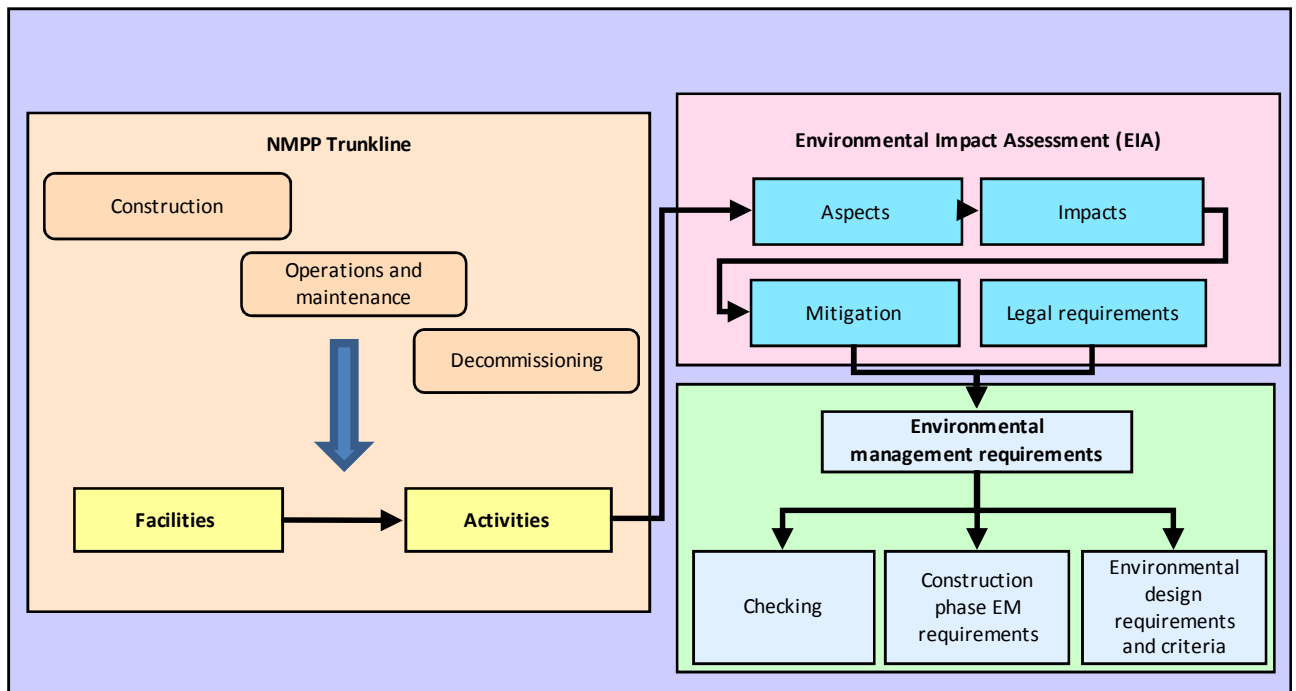 NMPP Trunkline
Construction
Operations and
maintenance
Decommissioning
Facilities
Activities
Environmental Impact Assessment (EIA)
Aspects
Impacts
Mitigation
Legal requirements
Environmental
management requirements
Checking
Construction
phase EM
requirements
Environmental
design
requirements
and criteria